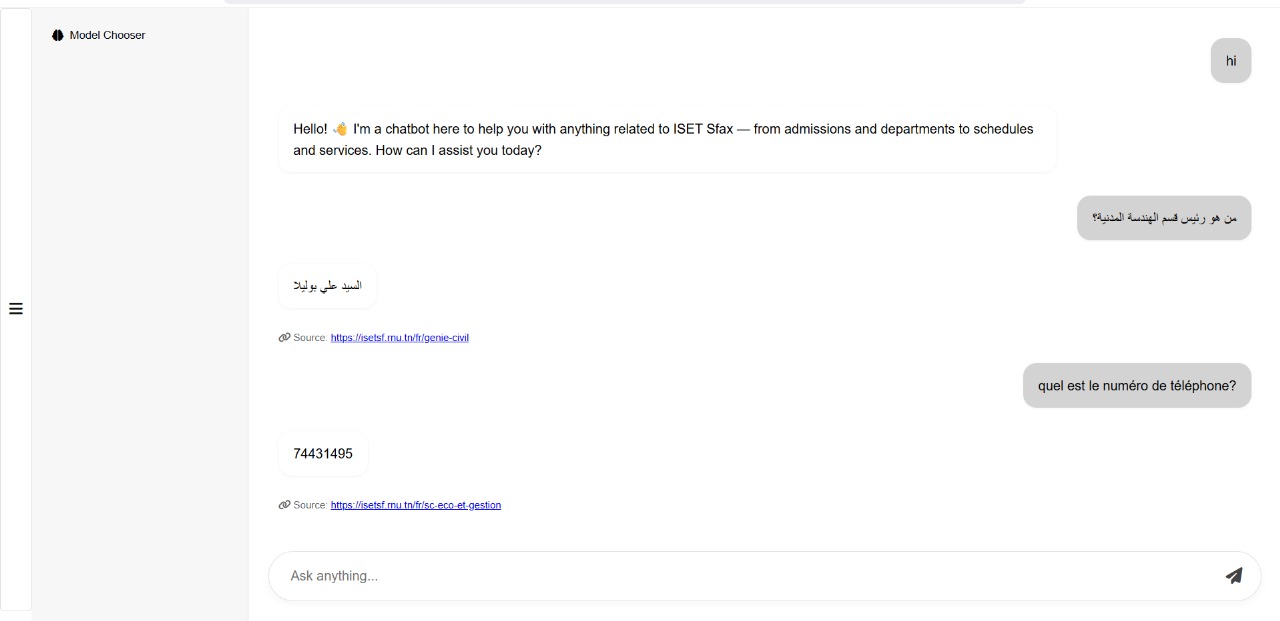 Model Chooser
hi
Hello! 👋 I'm a chatbot here to help you with anything related to ISET Sfax — from admissions and departments to schedules
and services. How can I assist you today?
من هو رئيس قسم الهندسة المدنية؟
السيد علي بوليلا
Source: https://isetsf.rnu.tn/fr/genie-civil
quel est le numéro de téléphone?
74431495
Source: https://isetsf.rnu.tn/fr/sc-eco-et-gestion
Ask anything...